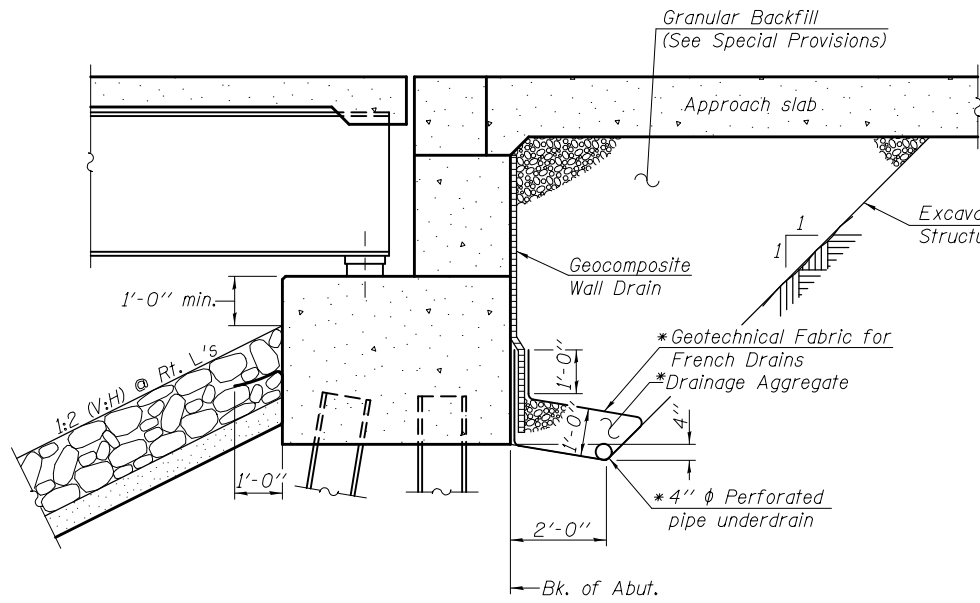 Granular Backfill
(See Special Provisions)
Approach slab
1
1
Structu
Geocomposite
Wall Drain
1'-0'' min.
1:2 (V:H) @ Rt. L's
* Geotechnical Fabric for
French Drains
* Drainage Aggregate
1'-0''
1'-0''
4''
1'-0''
* 4'' ϕ Perforated
pipe underdrain
2'-0''
Bk. of Abut.